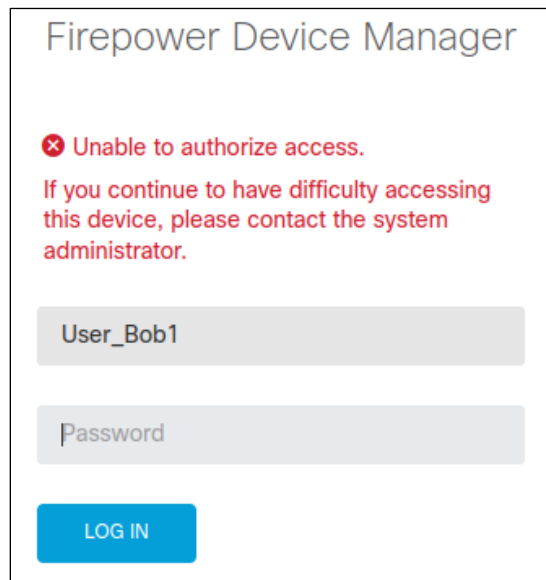 Firepower Device Manager
Unable to authorize access.
If you continue to have difficulty accessing
this device, please contact the system
administrator.
User_Bob1
Password
LOG IN